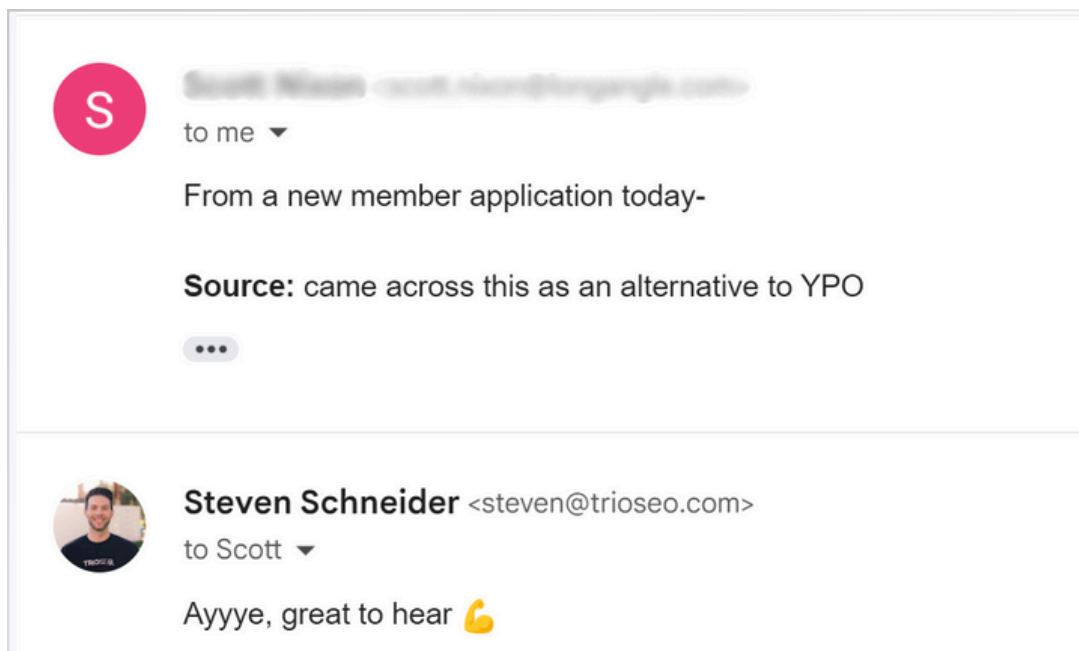 S
to me
From a new member application today-
Source: came across this as an alternative to YPO
Steven Schneider <steven@trioseo.com>
to Scott
Ayyye, great to hear 💪